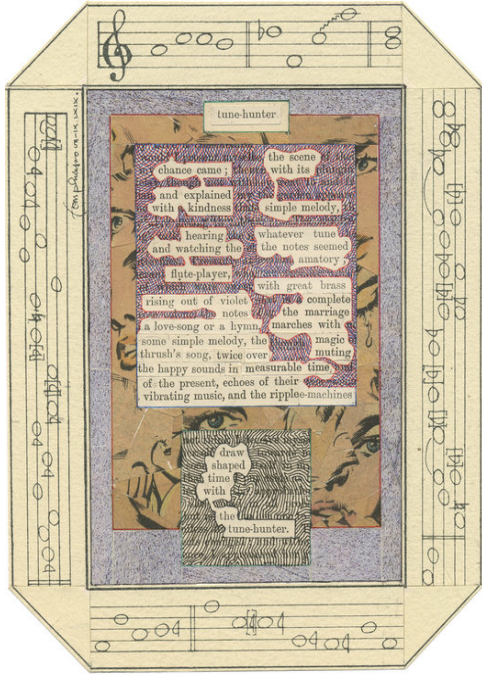 tune-hunter.
the scene
chance came;
with its
and explained
with a kindness
simple melody,
hearing
and watching the
whatever tune
the notes seemed
amatory;
flute-player,
with great brass
rising out of violet
complete
notes
the marriage
a love-song or a hymn,
marches with
some simple melody, the
magic
thrush's song, twice over
muting
the happy sounds in measurable time
of the present, echoes of their
vibrating music, and the ripplee-machines
draw
shaped
time
with
the
tune-hunter.